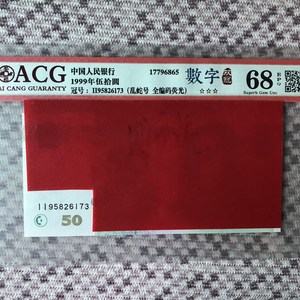 ACG
AI CANG GUARANTY
中国人民银行
1999年伍拾圆
17796865
冠号：II95826173（乱蛇号 全编码荧光）
數字
☆☆☆
68
Superb Gem Unc
II95826173
50